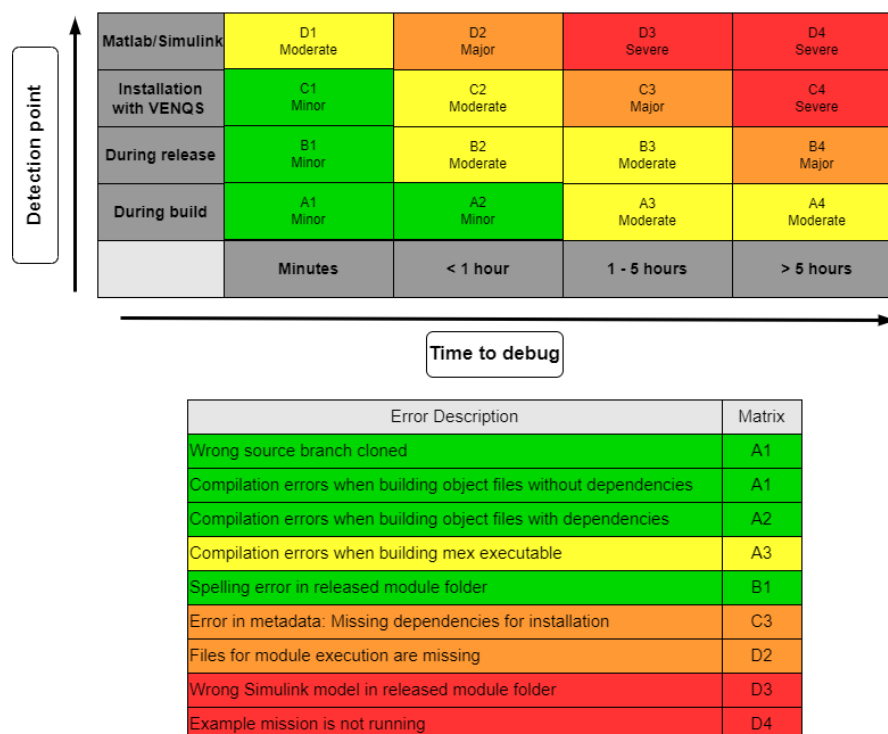 Detection point
Matlab/Simulink
D1
Moderate
D2
Major
D3
Severe
D4
Severe
Installation
with VENQS
C1
Minor
C2
Moderate
C3
Major
C4
Severe
During release
B1
Minor
B2
Moderate
B3
Moderate
B4
Major
During build
A1
Minor
A2
Minor
A3
Moderate
A4
Moderate
Minutes
< 1 hour
1 - 5 hours
> 5 hours
Time to debug
Error Description Matrix
Wrong source branch cloned A1
Compilation errors when building object files without dependencies A1
Compilation errors when building object files with dependencies A2
Compilation errors when building mex executable A3
Spelling error in released module folder B1
Error in metadata: Missing dependencies for installation C3
Files for module execution are missing D2
Wrong Simulink model in released module folder D3
Example mission is not running D4